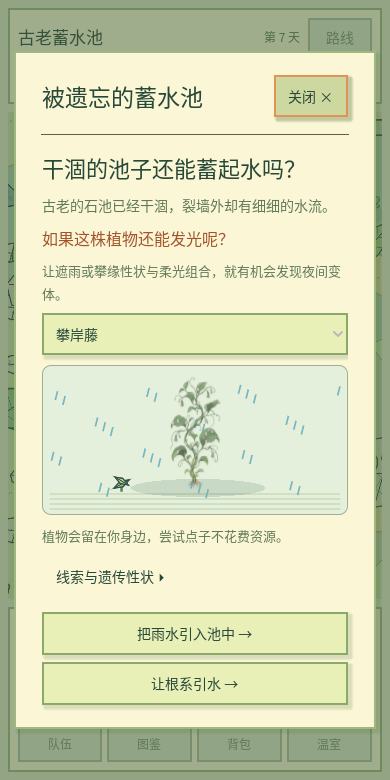 古老蓄水池
第 7 天
路线
被遗忘的蓄水池
关闭 ×
干涸的池子还能蓄起水吗？
古老的石池已经干涸，裂墙外却有细细的水流。
如果这株植物还能发光呢？
让遮雨或攀缘性状与柔光组合，就有机会发现夜间变
体。
攀岸藤
植物会留在你身边，尝试点子不花费资源。
线索与遗传性状
把雨水引入池中 →
让根系引水 →
队伍
图鉴
背包
温室